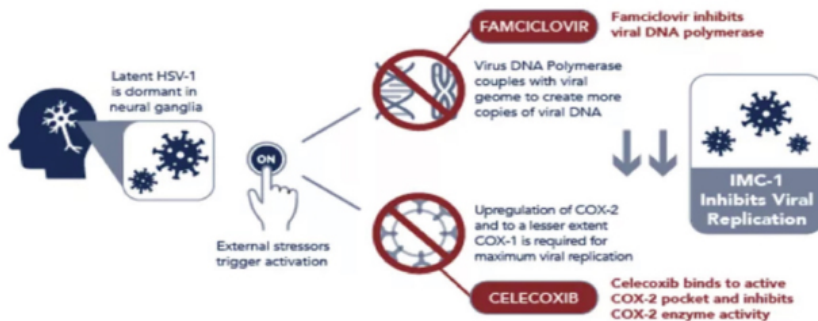 Latent HSV-1
is dormant in
neural ganglia
ON
External stressors
trigger activation
FAMCICLOVIR
Famciclovir inhibits
viral DNA polymerase
Virus DNA Polymerase
couples with viral
geome to create more
copies of viral DNA
Upregulation of COX-2
and to a lesser extent
COX-1 is required for
maximum viral replication
CELECOXIB
Celecoxib binds to active
COX-2 pocket and inhibits
COX-2 enzyme activity
IMC-1
Inhibits Viral
Replication